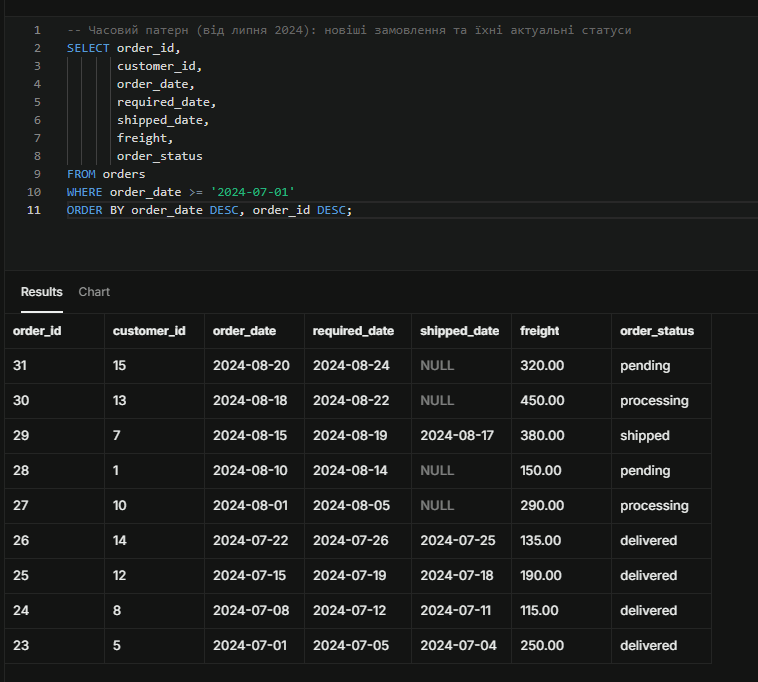 1 -- Часовий патерн (від липня 2024): новіші замовлення та їхні актуальні статуси
2 SELECT order_id,
3 customer_id,
4 order_date,
5 required_date,
6 shipped_date,
7 freight,
8 order_status
9 FROM orders
10 WHERE order_date >= '2024-07-01'
11 ORDER BY order_date DESC, order_id DESC;
Results Chart
order_id customer_id order_date required_date shipped_date freight order_status
31 15 2024-08-20 2024-08-24 NULL 320.00 pending
30 13 2024-08-18 2024-08-22 NULL 450.00 processing
29 7 2024-08-15 2024-08-19 2024-08-17 380.00 shipped
28 1 2024-08-10 2024-08-14 NULL 150.00 pending
27 10 2024-08-01 2024-08-05 NULL 290.00 processing
26 14 2024-07-22 2024-07-26 2024-07-25 135.00 delivered
25 12 2024-07-15 2024-07-19 2024-07-18 190.00 delivered
24 8 2024-07-08 2024-07-12 2024-07-11 115.00 delivered
23 5 2024-07-01 2024-07-05 2024-07-04 250.00 delivered